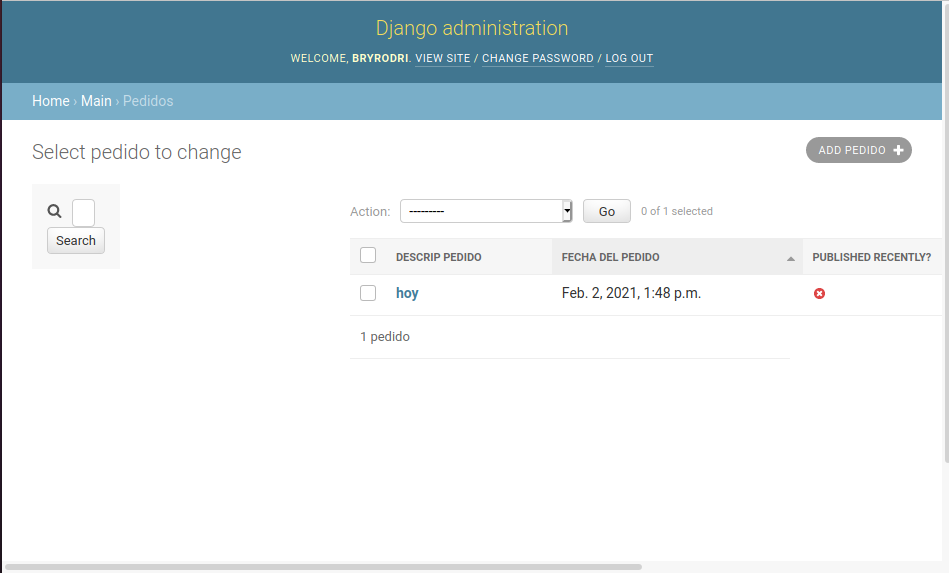 Django administration
WELCOME, BRYRODRI. VIEW SITE / CHANGE PASSWORD / LOG OUT
Home › Main › Pedidos
Select pedido to change
ADD PEDIDO
Search
Action: --------- Go 0 of 1 selected
DESCRIP PEDIDO FECHA DEL PEDIDO PUBLISHED RECENTLY?
hoy Feb. 2, 2021, 1:48 p.m.
1 pedido